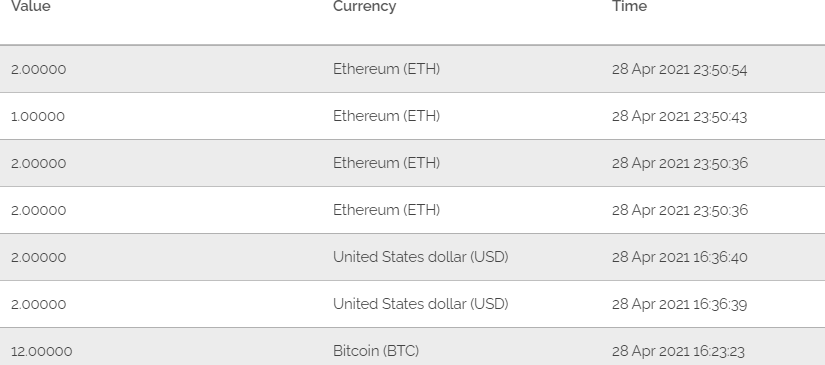 Value Currency Time
2.00000 Ethereum (ETH) 28 Apr 2021 23:50:54
1.00000 Ethereum (ETH) 28 Apr 2021 23:50:43
2.00000 Ethereum (ETH) 28 Apr 2021 23:50:36
2.00000 Ethereum (ETH) 28 Apr 2021 23:50:36
2.00000 United States dollar (USD) 28 Apr 2021 16:36:40
2.00000 United States dollar (USD) 28 Apr 2021 16:36:39
12.00000 Bitcoin (BTC) 28 Apr 2021 16:23:23